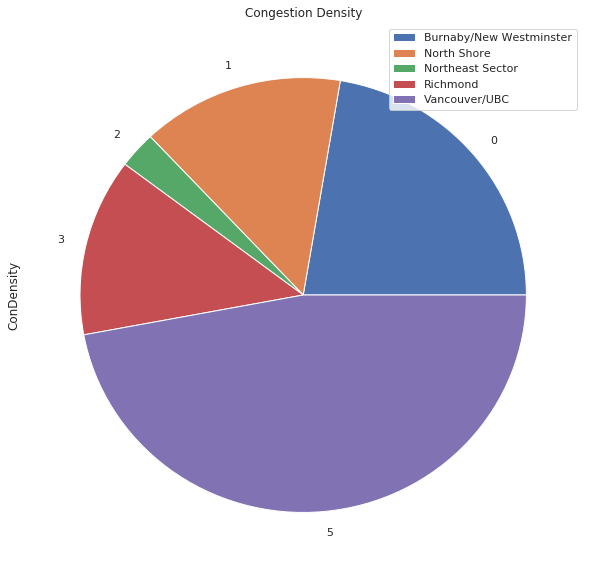 Congestion Density
Burnaby/New Westminster
North Shore
Northeast Sector
Richmond
Vancouver/UBC
0
1
2
3
5
ConDensity